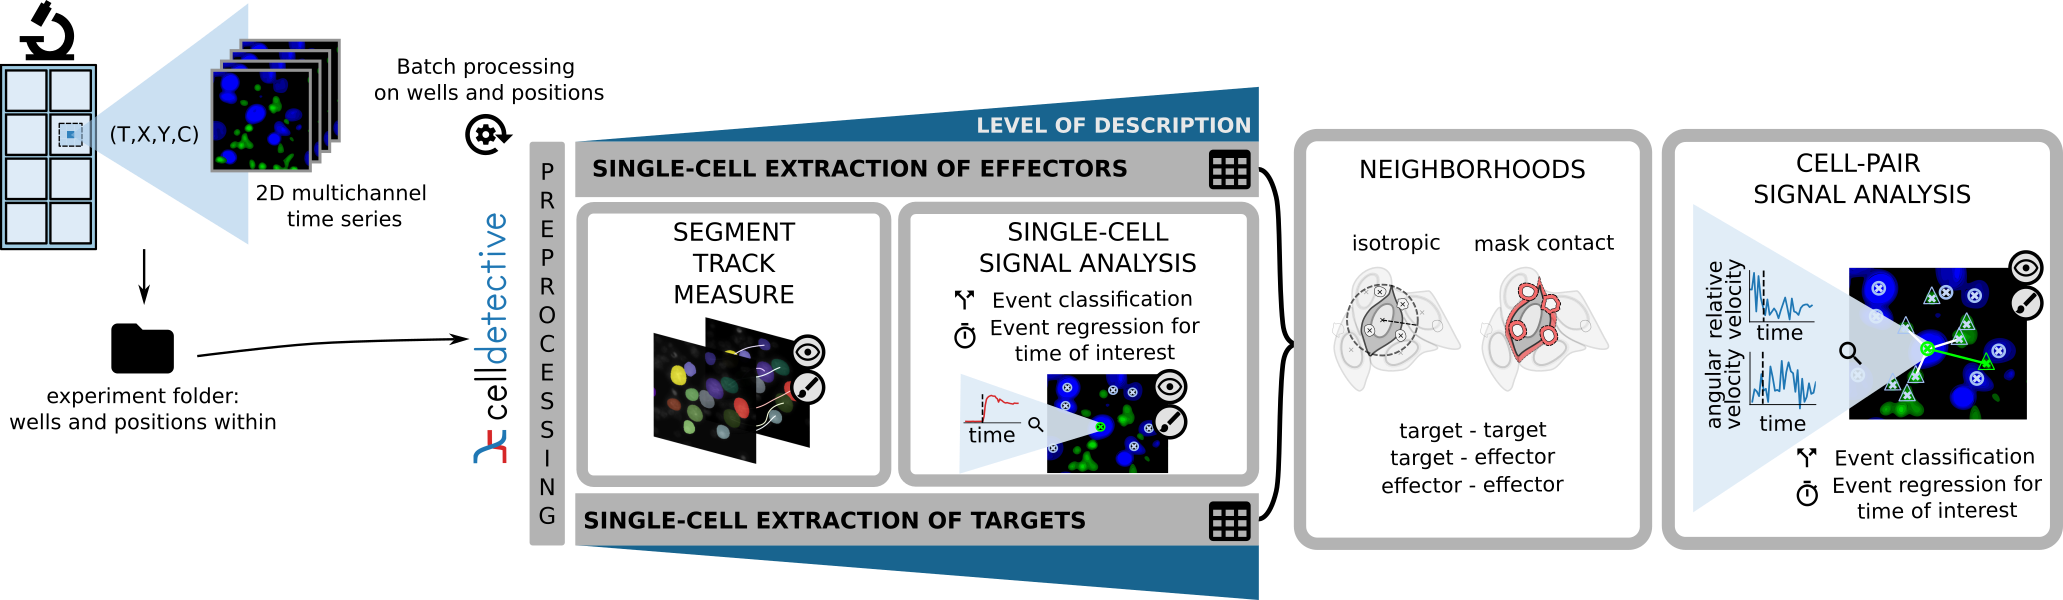 (T,X,Y,C)
2D multichannel
time series
experiment folder:
wells and positions within
Batch processing
on wells and positions
celldetective
PREPROCESSING
LEVEL OF DESCRIPTION
SINGLE-CELL EXTRACTION OF EFFECTORS
SEGMENT
TRACK
MEASURE
SINGLE-CELL
SIGNAL ANALYSIS
Event classification
Event regression for
time of interest
time
SINGLE-CELL EXTRACTION OF TARGETS
NEIGHBORHOODS
isotropic
mask contact
target - target
target - effector
effector - effector
CELL-PAIR
SIGNAL ANALYSIS
relative
velocity
time
angular
velocity
time
Event classification
Event regression for
time of interest